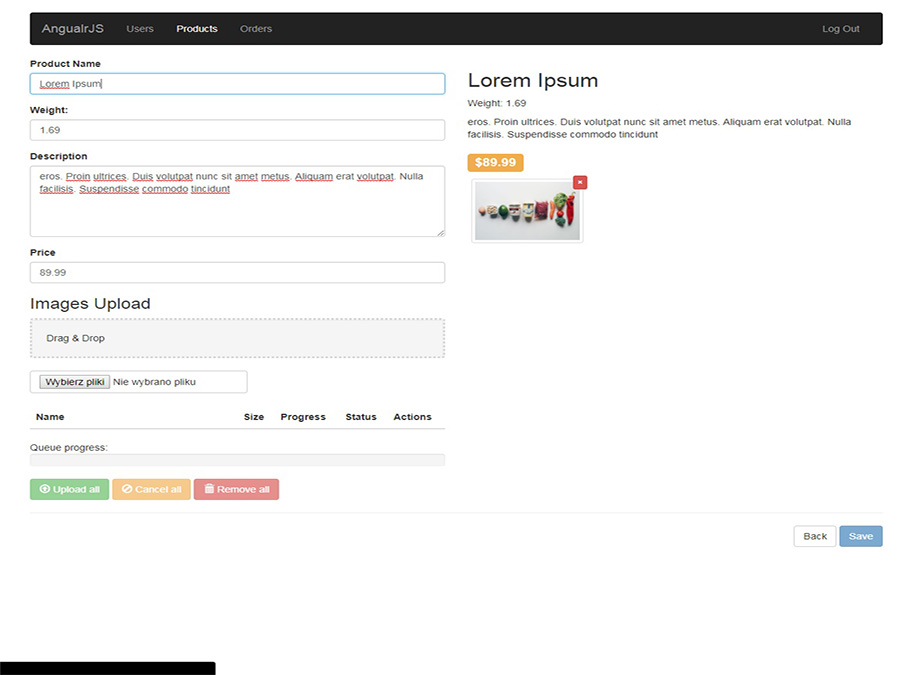 AngualrJS Users Products Orders Log Out
Product Name
Lorem Ipsum
Weight:
1.69
Description
eros. Proin ultrices. Duis volutpat nunc sit amet metus. Aliquam erat volutpat. Nulla
facilisis. Suspendisse commodo tincidunt
Price
89.99
Images Upload
Drag & Drop
Wybierz pliki Nie wybrano pliku
Name Size Progress Status Actions
Queue progress:
Upload all Cancel all Remove all
Lorem Ipsum
Weight: 1.69
eros. Proin ultrices. Duis volutpat nunc sit amet metus. Aliquam erat volutpat. Nulla
facilisis. Suspendisse commodo tincidunt
$89.99
Back Save